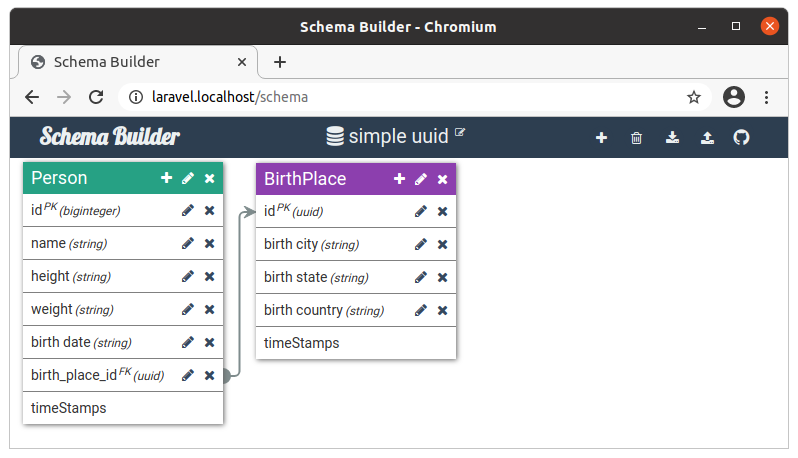 Schema Builder - Chromium
Schema Builder
laravel.localhost/schema
Schema Builder
simple uuid
Person
id PK (biginteger)
name (string)
height (string)
weight (string)
birth date (string)
birth_place_id FK (uuid)
timeStamps
BirthPlace
id PK (uuid)
birth city (string)
birth state (string)
birth country (string)
timeStamps